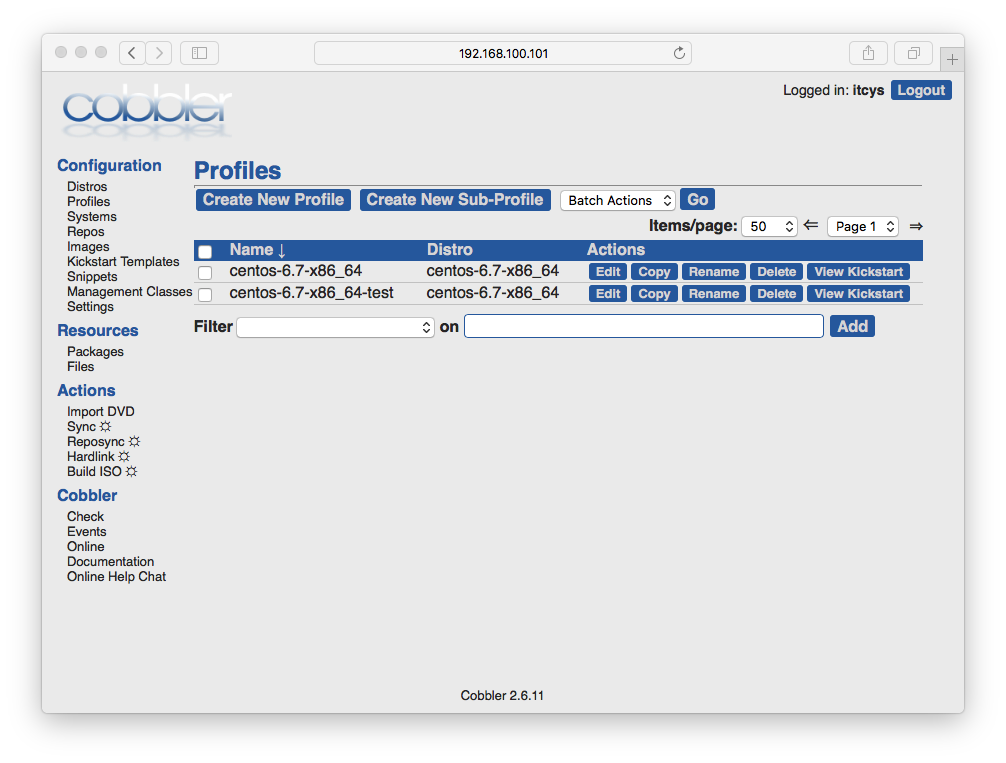 192.168.100.101
cobbler
Logged in: itcys Logout
Configuration
Distros
Profiles
Systems
Repos
Images
Kickstart Templates
Snippets
Management Classes
Settings
Resources
Packages
Files
Actions
Import DVD
Sync
Reposync
Hardlink
Build ISO
Cobbler
Check
Events
Online
Documentation
Online Help Chat
Profiles
Create New Profile Create New Sub-Profile Batch Actions Go
Items/page: 50 ⇐ Page 1 ⇒
Name ↓ Distro Actions
centos-6.7-x86_64 centos-6.7-x86_64 Edit Copy Rename Delete View Kickstart
centos-6.7-x86_64-test centos-6.7-x86_64 Edit Copy Rename Delete View Kickstart
Filter on Add
Cobbler 2.6.11